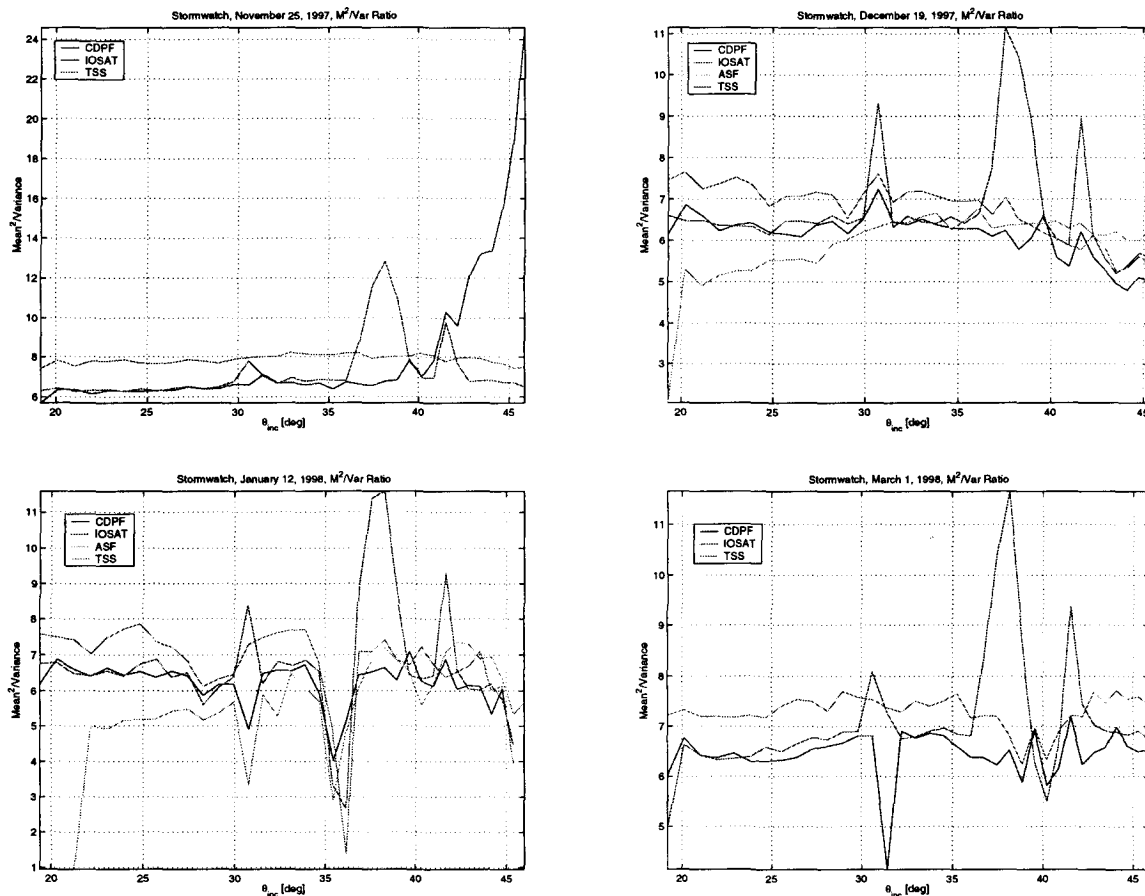 Stormwatch, November 25, 1997, M²/Var Ratio
24
22
20
18
16
14
12
10
8
6
Mean²/Variance
CDPF
IOSAT
TSS
20 25 30 35 40 45
θinc [deg]
Stormwatch, December 19, 1997, M²/Var Ratio
11
10
9
8
7
6
5
4
3
Mean²/Variance
CDPF
IOSAT
ASF
TSS
20 25 30 35 40 45
θinc [deg]
Stormwatch, January 12, 1998, M²/Var Ratio
11
10
9
8
7
6
5
4
3
2
1
Mean²/Variance
CDPF
IOSAT
ASF
TSS
20 25 30 35 40 45
θinc [deg]
Stormwatch, March 1, 1998, M²/Var Ratio
11
10
9
8
7
6
5
Mean²/Variance
CDPF
IOSAT
TSS
20 25 30 35 40 45
θinc [deg]